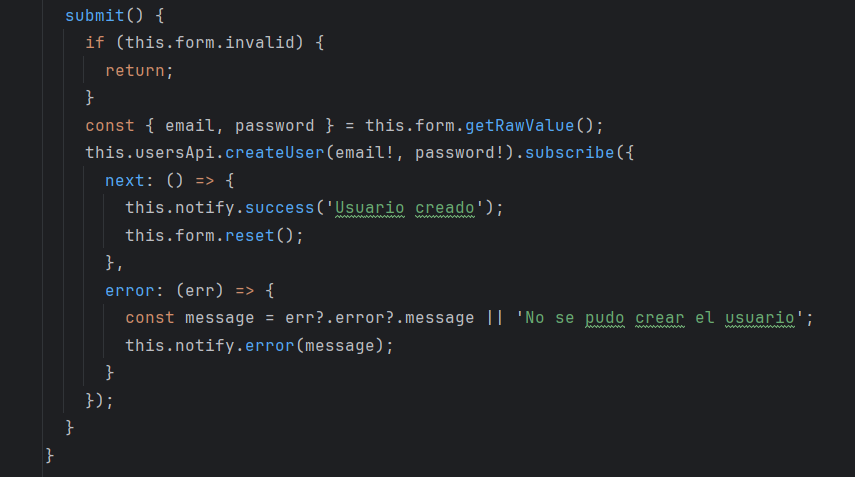 submit() {
if (this.form.invalid) {
return;
}
const { email, password } = this.form.getRawValue();
this.usersApi.createUser(email!, password!).subscribe({
next: () => {
this.notify.success('Usuario creado');
this.form.reset();
},
error: (err) => {
const message = err?.error?.message || 'No se pudo crear el usuario';
this.notify.error(message);
}
});
}
}